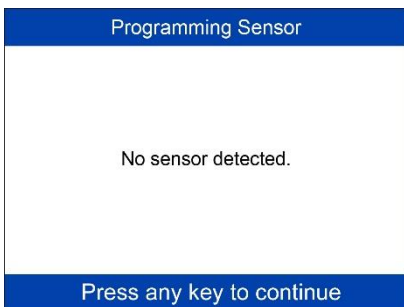 Programming Sensor
No sensor detected.
Press any key to continue